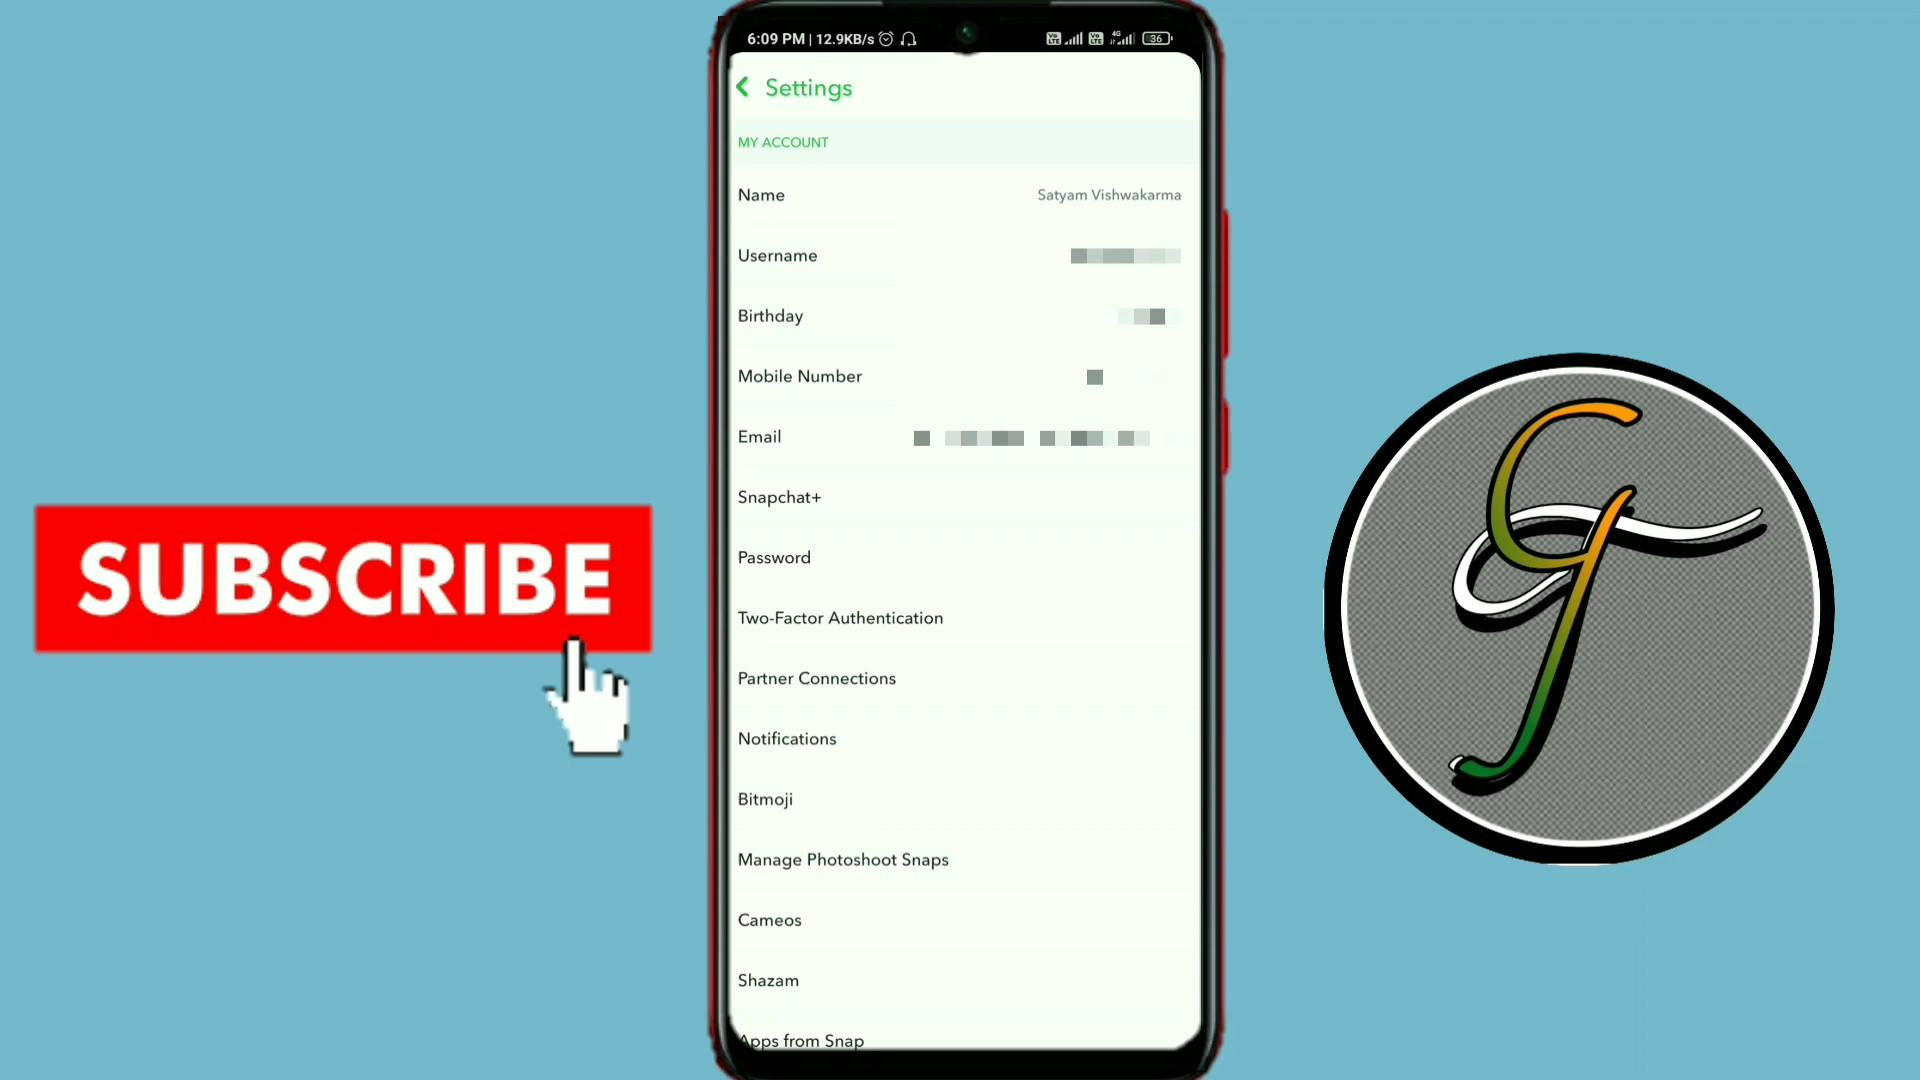 6:09 PM | 12.9KB/s
4G
36
Settings
MY ACCOUNT
Name
Satyam Vishwakarma
Username
Birthday
Mobile Number
Email
Snapchat+
Password
Two-Factor Authentication
Partner Connections
Notifications
Bitmoji
Manage Photoshoot Snaps
Cameos
Shazam
Apps from Snap
SUBSCRIBE